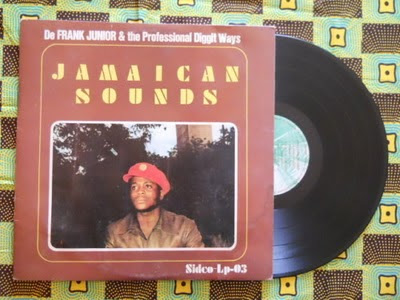 De FRANK JUNIOR & the Professional Diggit Ways
JAMAICAN
SOUNDS
Sidco Lp-03